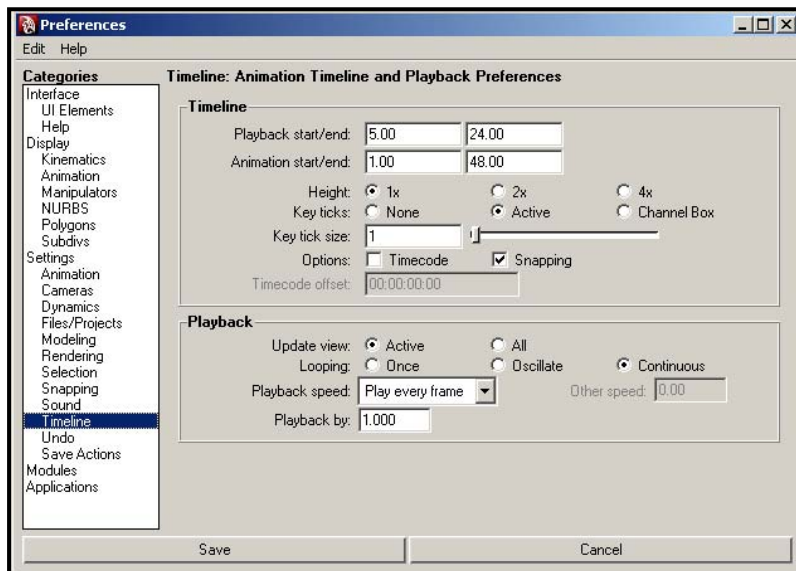 Preferences
Edit Help
Categories
Interface
UI Elements
Help
Display
Kinematics
Animation
Manipulators
NURBS
Polygons
Subdivs
Settings
Animation
Cameras
Dynamics
Files/Projects
Modeling
Rendering
Selection
Snapping
Sound
Timeline
Undo
Save Actions
Modules
Applications
Timeline: Animation Timeline and Playback Preferences
Timeline
Playback start/end: 5.00 24.00
Animation start/end: 1.00 48.00
Height: 1x 2x 4x
Key ticks: None Active Channel Box
Key tick size: 1
Options: Timecode Snapping
Timecode offset: 00:00:00:00
Playback
Update view: Active All
Looping: Once Oscillate Continuous
Playback speed: Play every frame Other speed: 0.00
Playback by: 1.000
Save Cancel